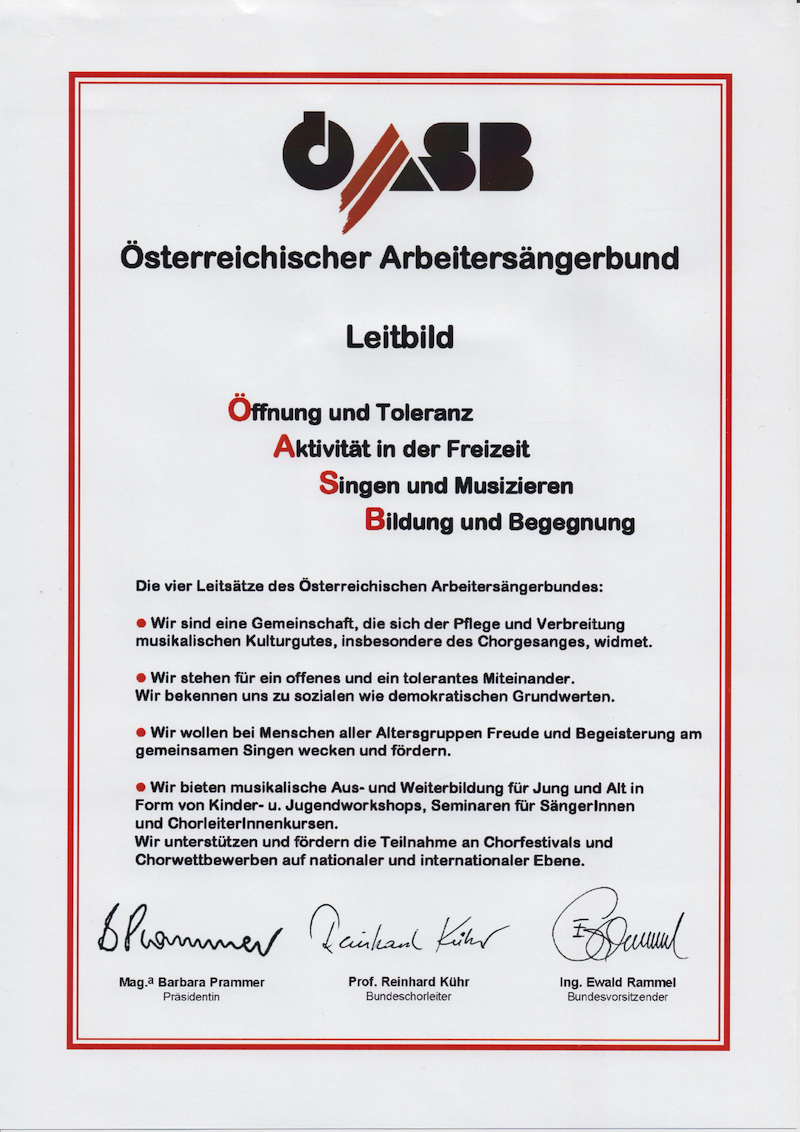 ÖASB
Österreichischer Arbeitersängerbund
Leitbild
Öffnung und Toleranz
Aktivität in der Freizeit
Singen und Musizieren
Bildung und Begegnung
Die vier Leitsätze des Österreichischen Arbeitersängerbundes:
● Wir sind eine Gemeinschaft, die sich der Pflege und Verbreitung
musikalischen Kulturgutes, insbesondere des Chorgesanges, widmet.
● Wir stehen für ein offenes und ein tolerantes Miteinander.
Wir bekennen uns zu sozialen wie demokratischen Grundwerten.
● Wir wollen bei Menschen aller Altersgruppen Freude und Begeisterung am
gemeinsamen Singen wecken und fördern.
● Wir bieten musikalische Aus- und Weiterbildung für Jung und Alt in
Form von Kinder- u. Jugendworkshops, Seminaren für SängerInnen
und ChorleiterInnenkursen.
Wir unterstützen und fördern die Teilnahme an Chorfestivals und
Chorwettbewerben auf nationaler und internationaler Ebene.
B Prammer Reinhard Kühr E Rammel
Mag.ª Barbara Prammer Prof. Reinhard Kühr Ing. Ewald Rammel
Präsidentin Bundeschorleiter Bundesvorsitzender